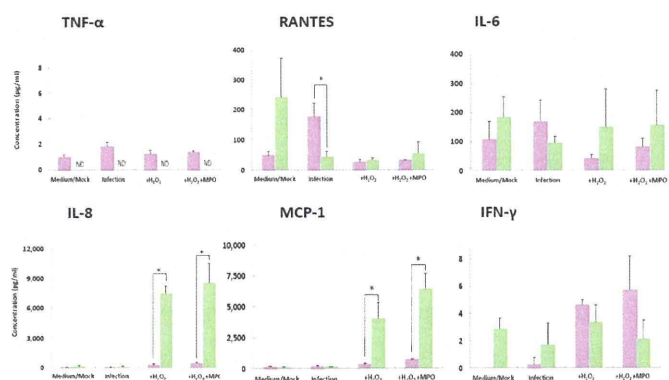 TNF-α
RANTES
IL-6
Concentration (pg/ml)
8
6
4
2
0
ND
ND
ND
ND
Medium/Mock
Infection
+H₂O₂
+H₂O₂+MPO
400
300
200
100
0
*
Medium/Mock
Infection
+H₂O₂
+H₂O₂+MPO
400
300
200
100
0
Medium/Mock
Infection
+H₂O₂
+H₂O₂+MPO
IL-8
MCP-1
IFN-γ
Concentration (pg/ml)
12,000
9,000
6,000
3,000
0
*
*
Medium/Mock
Infection
+H₂O₂
+H₂O₂+MPO
10,000
7,500
5,000
2,500
0
*
*
Medium/Mock
Infection
+H₂O₂
+H₂O₂+MPO
8
6
4
2
0
Medium/Mock
Infection
+H₂O₂
+H₂O₂+MPO